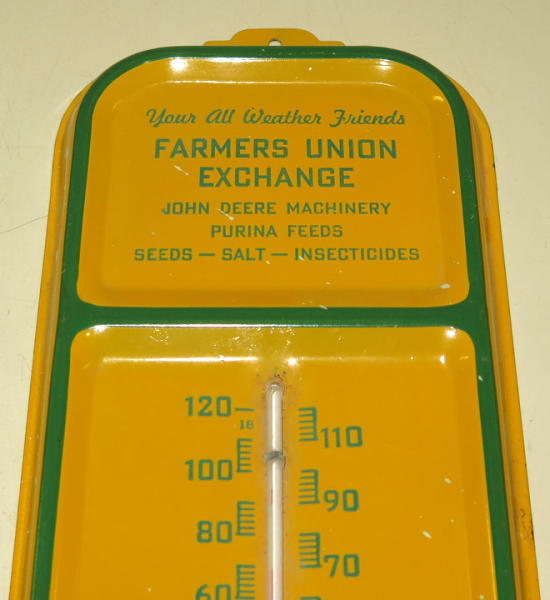 Your All Weather Friends
FARMERS UNION
EXCHANGE
JOHN DEERE MACHINERY
PURINA FEEDS
SEEDS — SALT — INSECTICIDES
120
18
110
100
90
80
70
60